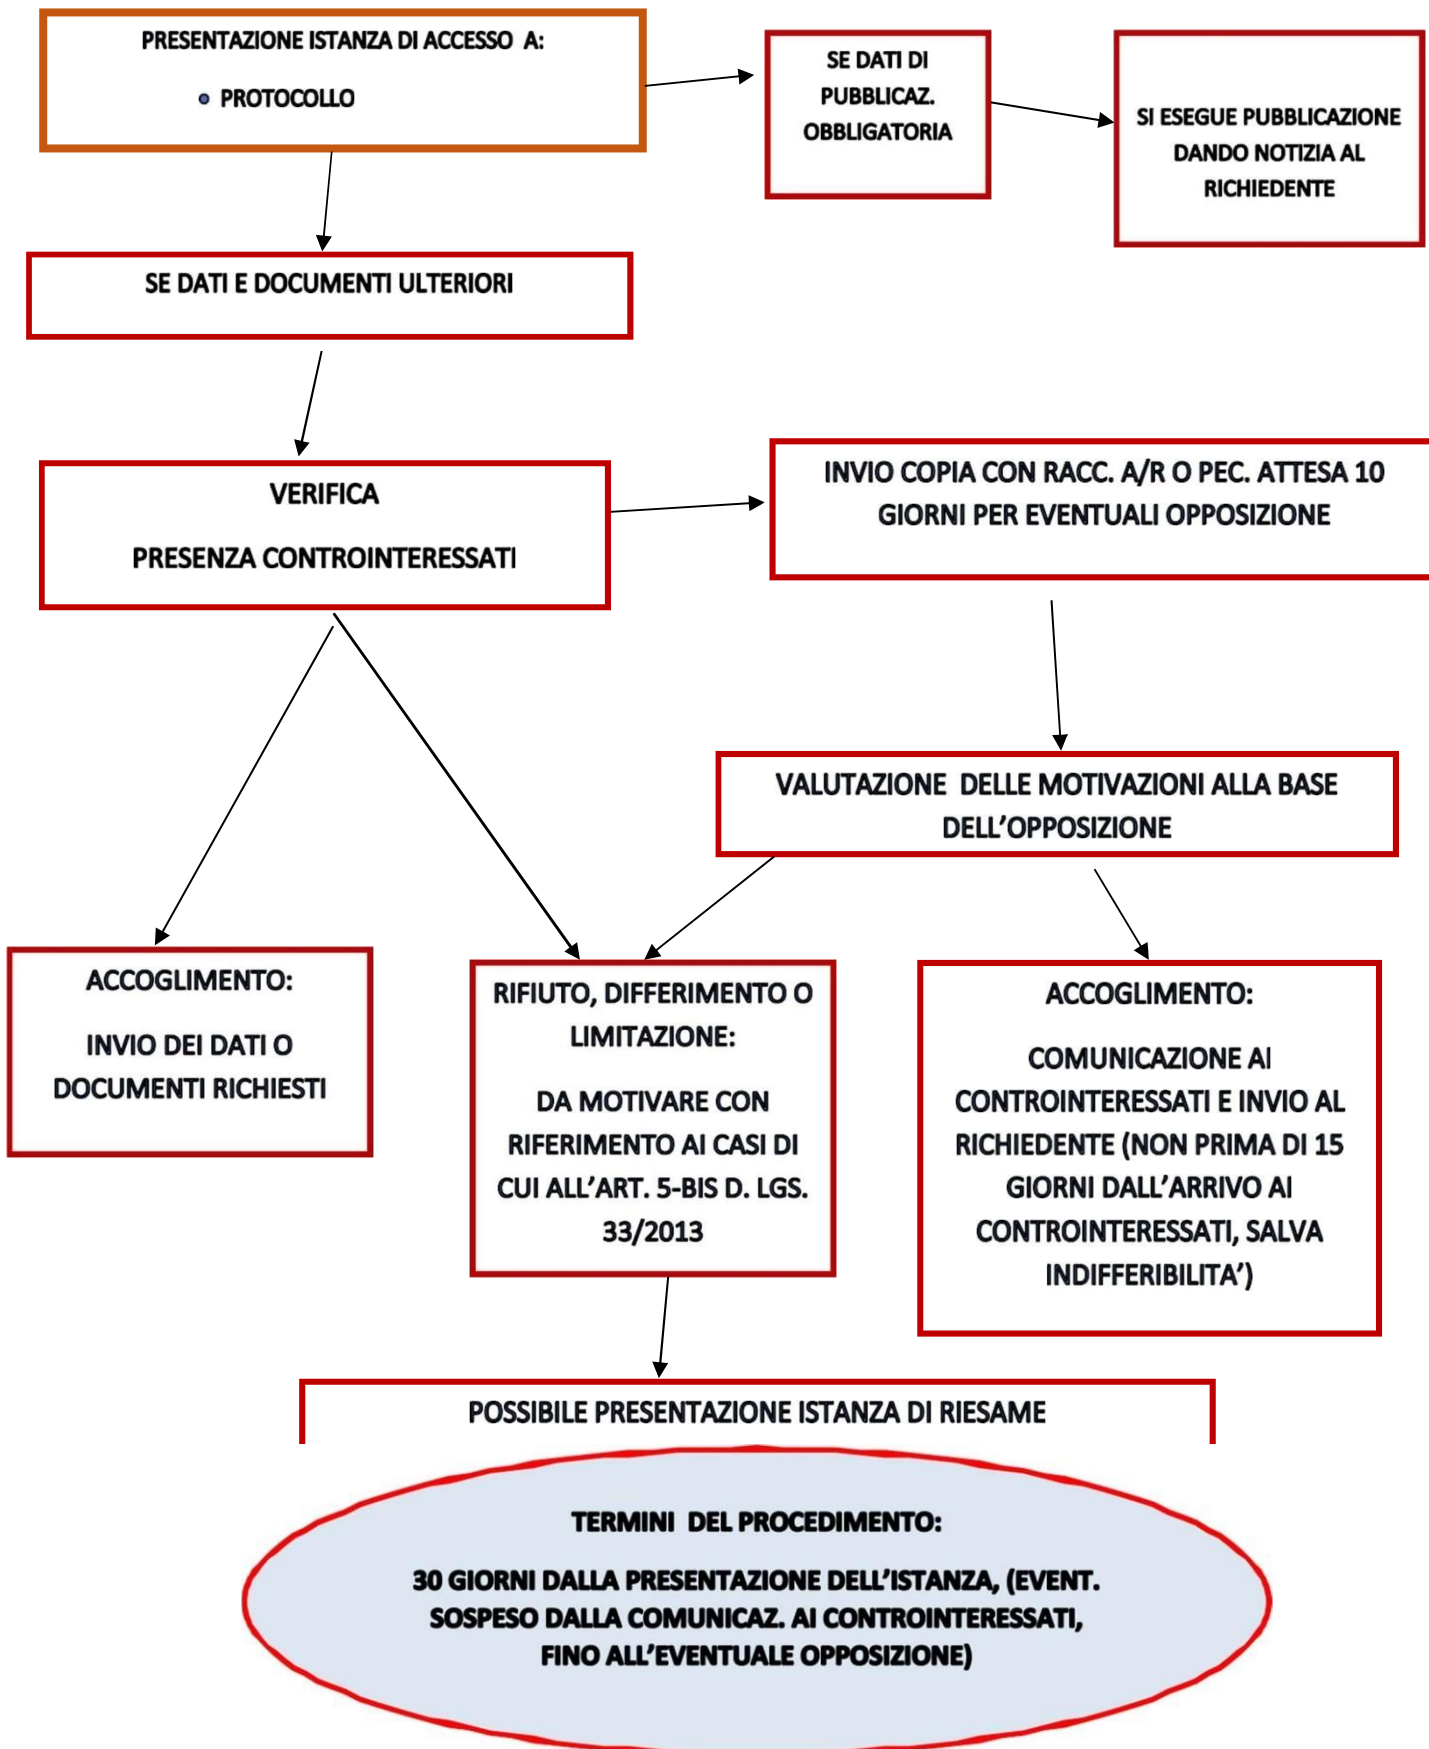 PRESENTAZIONE ISTANZA DI ACCESSO A:
PROTOCOLLO
SE DATI DI
PUBBLICAZ.
OBBLIGATORIA
SI ESEGUE PUBBLICAZIONE
DANDO NOTIZIA AL
RICHIEDENTE
SE DATI E DOCUMENTI ULTERIORI
VERIFICA
PRESENZA CONTROINTERESSATI
INVIO COPIA CON RACC. A/R O PEC. ATTESA 10
GIORNI PER EVENTUALI OPPOSIZIONE
VALUTAZIONE DELLE MOTIVAZIONI ALLA BASE
DELL'OPPOSIZIONE
ACCOGLIMENTO:
INVIO DEI DATI O
DOCUMENTI RICHIESTI
RIFIUTO, DIFFERIMENTO O
LIMITAZIONE:
DA MOTIVARE CON
RIFERIMENTO AI CASI DI
CUI ALL'ART. 5-BIS D. LGS.
33/2013
ACCOGLIMENTO:
COMUNICAZIONE AI
CONTROINTERESSATI E INVIO AL
RICHIEDENTE (NON PRIMA DI 15
GIORNI DALL'ARRIVO AI
CONTROINTERESSATI, SALVA
INDIFFERIBILITA')
POSSIBILE PRESENTAZIONE ISTANZA DI RIESAME
TERMINI DEL PROCEDIMENTO:
30 GIORNI DALLA PRESENTAZIONE DELL'ISTANZA, (EVENT.
SOSPESO DALLA COMUNICAZ. AI CONTROINTERESSATI,
FINO ALL'EVENTUALE OPPOSIZIONE)